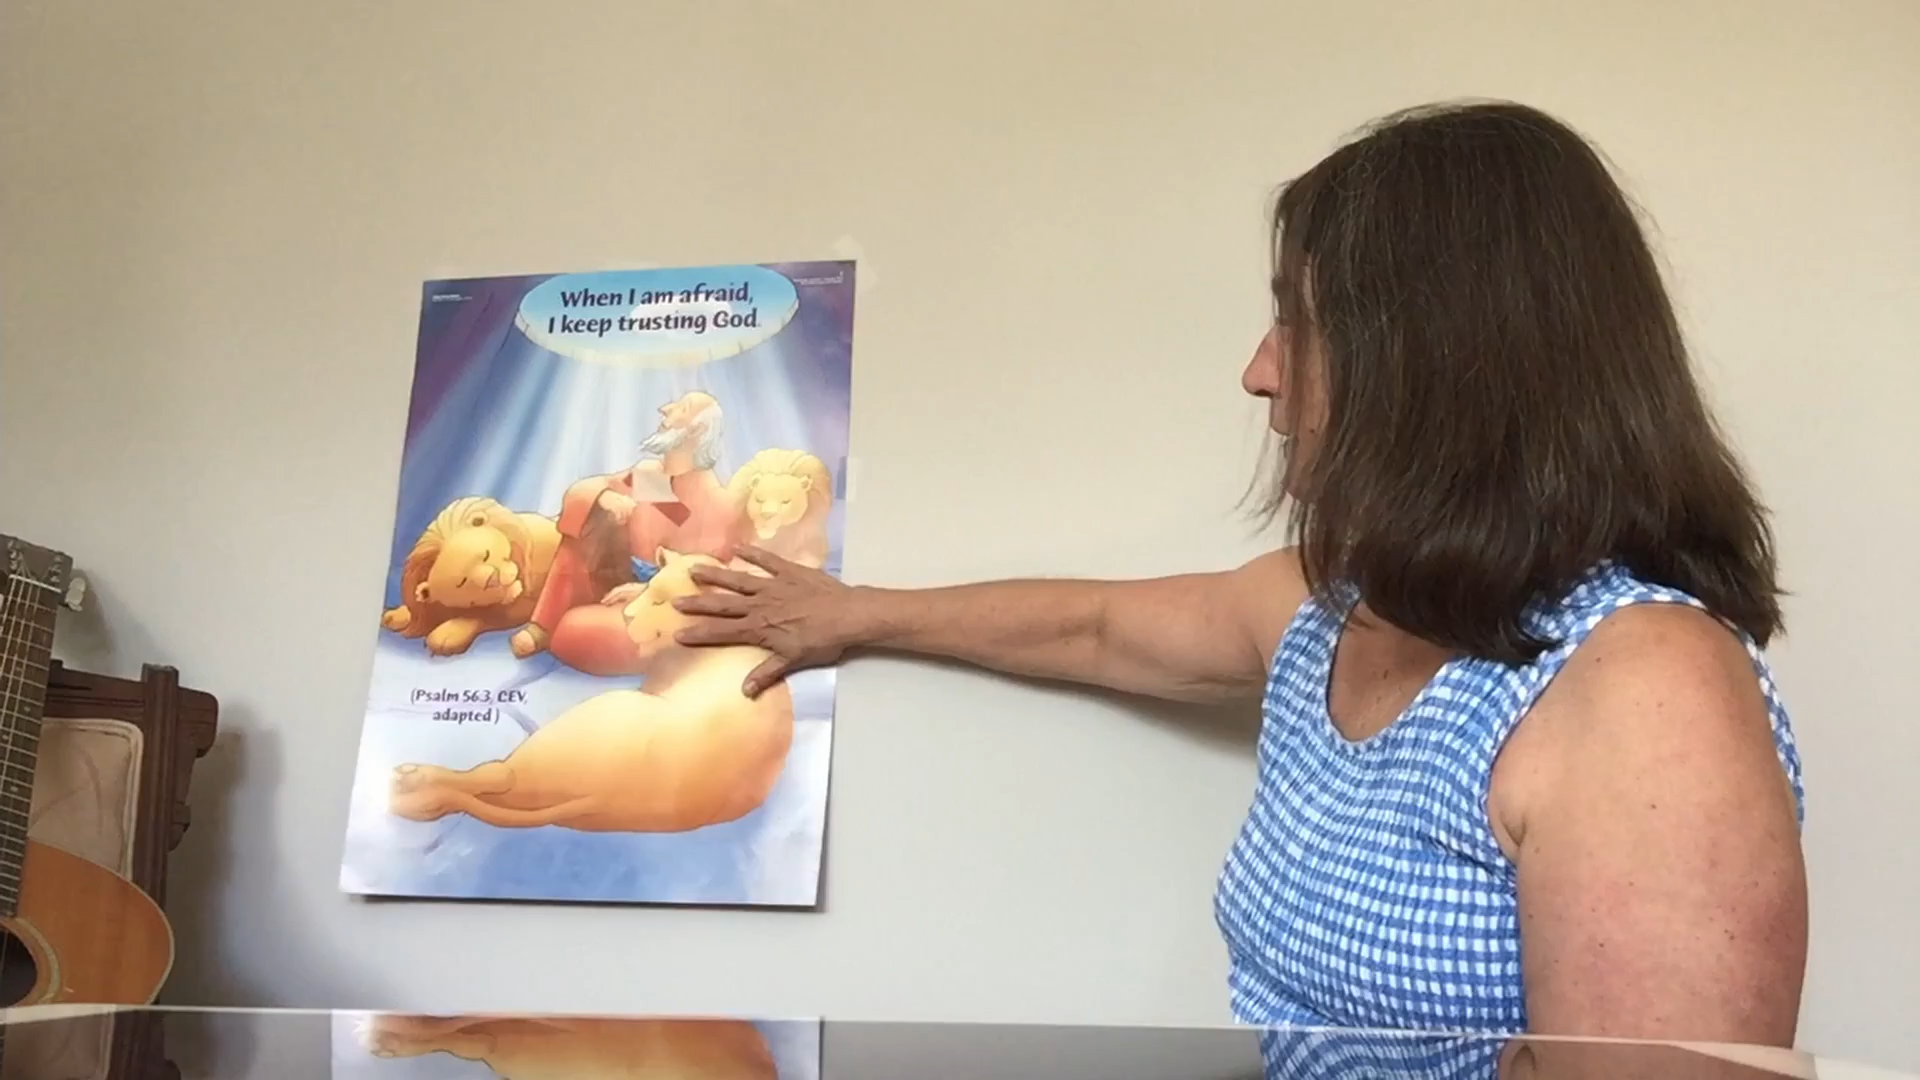 When I am afraid,
I keep trusting God.
(Psalm 56:3, CEV,
adapted)